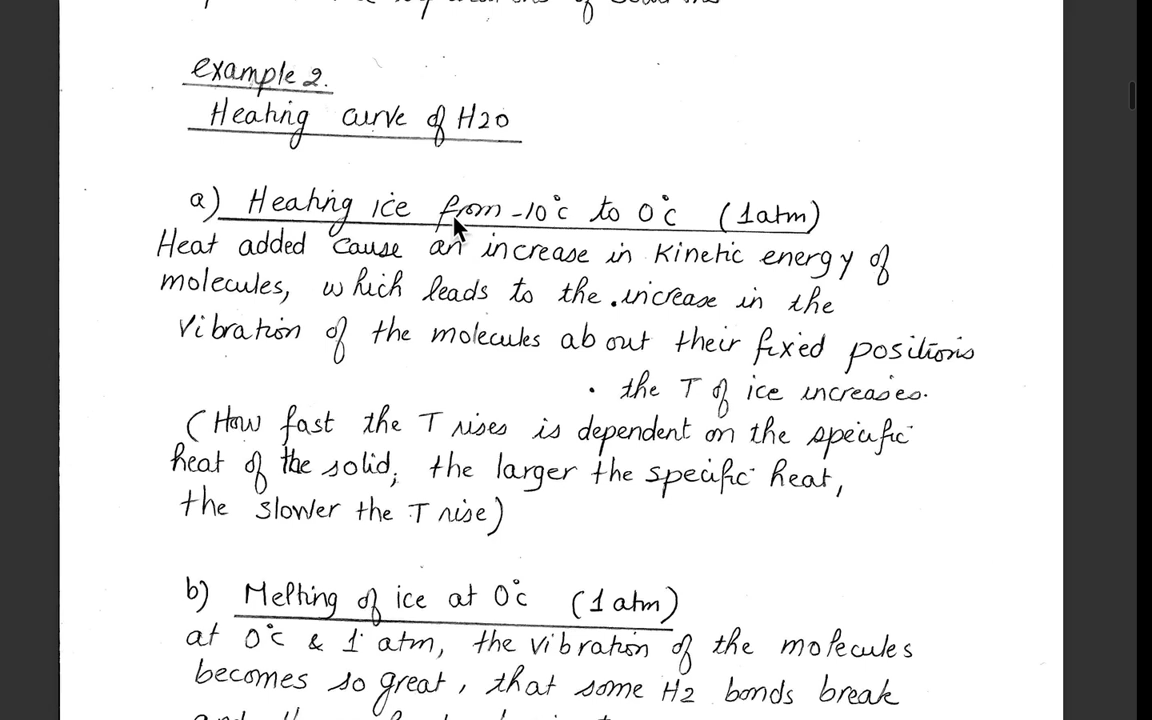 example 2.
Heating curve of H2O
a) Heating ice from -10°c to 0°c (1atm)
Heat added cause an increase in Kinetic energy of
molecules, which leads to the increase in the
vibration of the molecules about their fixed positions
. the T of ice increases.
(How fast the T rises is dependent on the specific
heat of the solid, the larger the specific heat,
the slower the T rise)
b) Melting of ice at 0°c (1 atm)
at 0°c & 1 atm, the vibration of the molecules
becomes so great, that some H2 bonds break